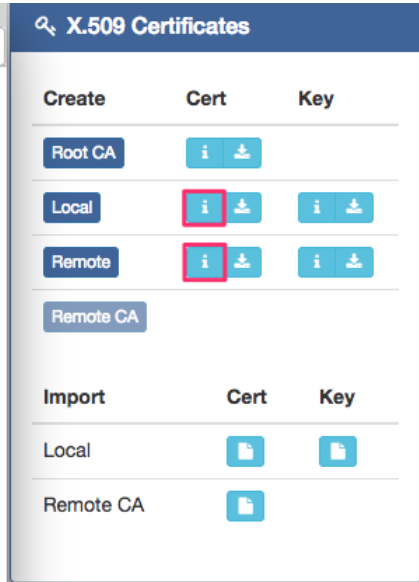 X.509 Certificates
Create Cert Key
Root CA i
Local i i
Remote i i
Remote CA
Import Cert Key
Local
Remote CA